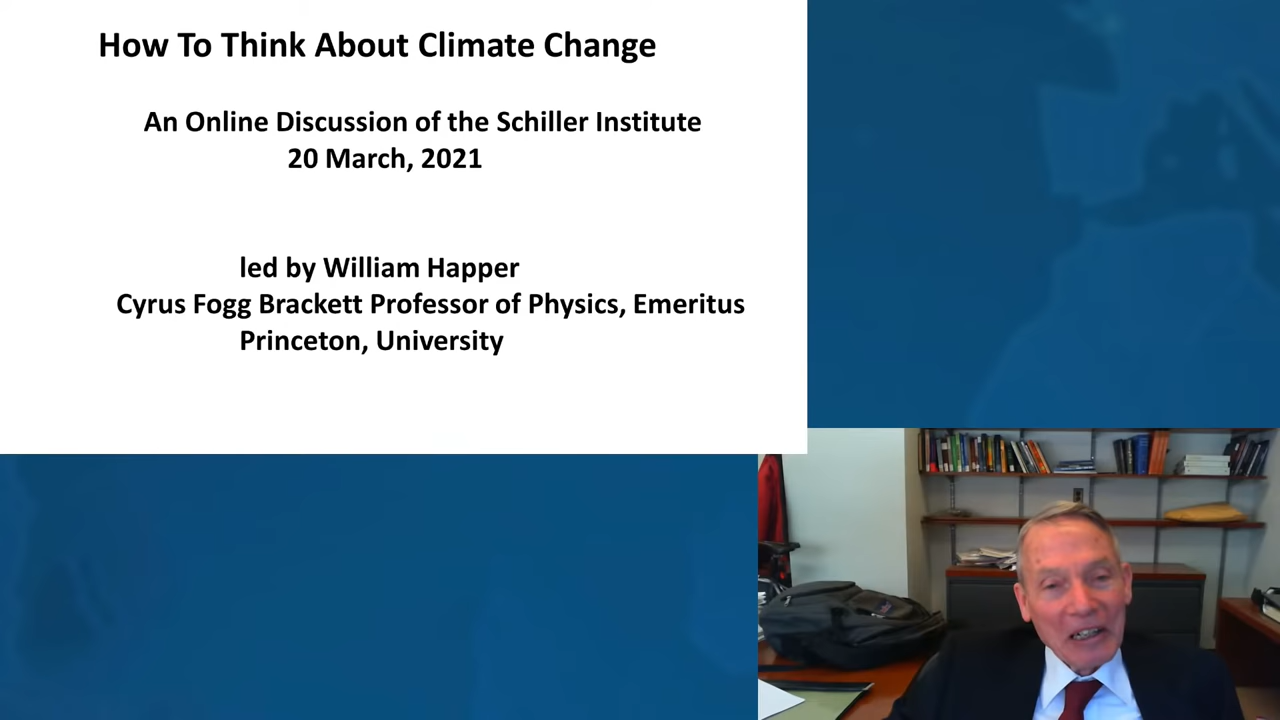 How To Think About Climate Change
An Online Discussion of the Schiller Institute
20 March, 2021
led by William Happer
Cyrus Fogg Brackett Professor of Physics, Emeritus
Princeton, University